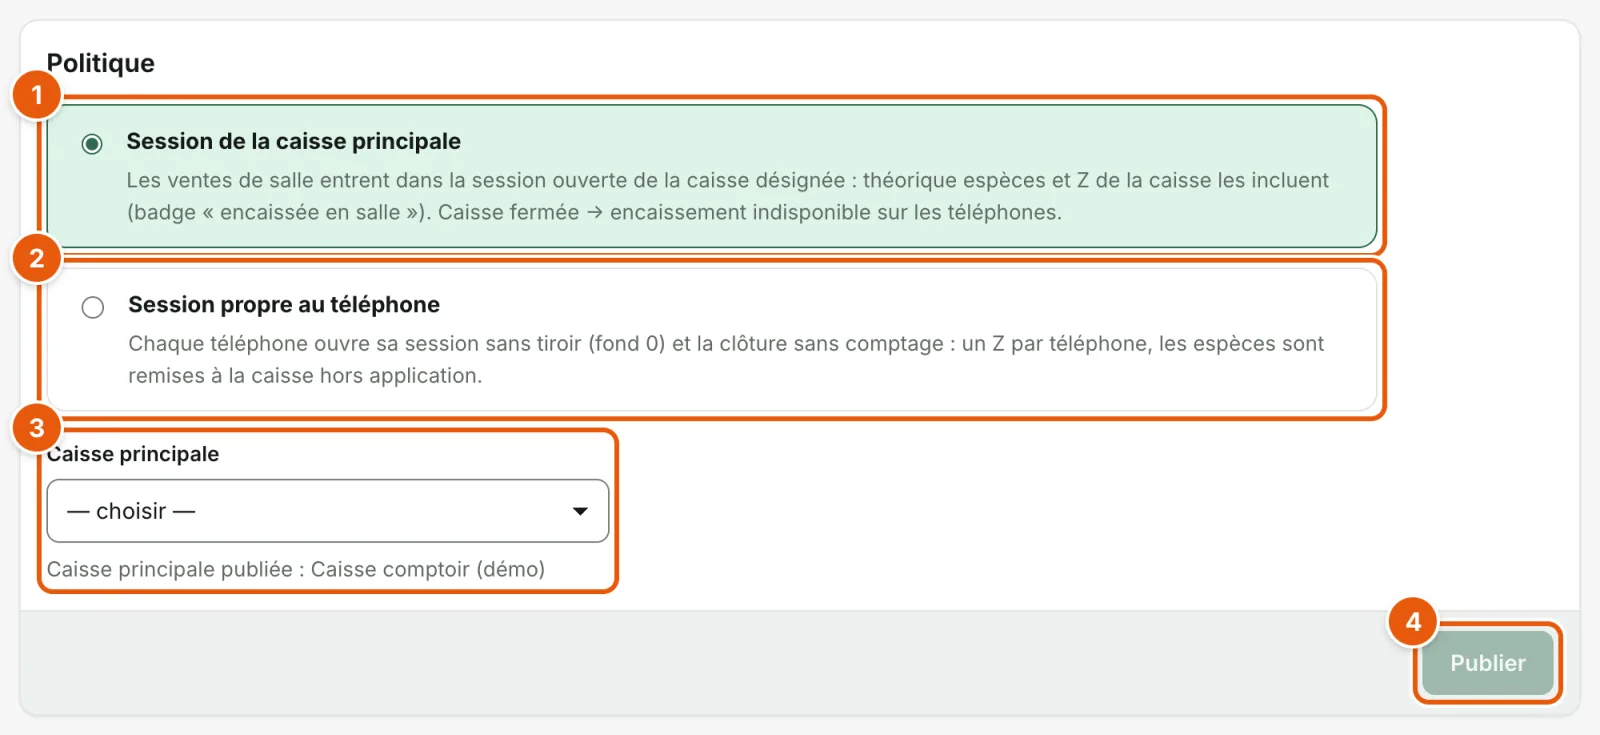 Politique
1
Session de la caisse principale
Les ventes de salle entrent dans la session ouverte de la caisse désignée : théorique espèces et Z de la caisse les incluent
(badge « encaissée en salle »). Caisse fermée → encaissement indisponible sur les téléphones.
2
Session propre au téléphone
Chaque téléphone ouvre sa session sans tiroir (fond 0) et la clôture sans comptage : un Z par téléphone, les espèces sont
remises à la caisse hors application.
3
Caisse principale
— choisir —
Caisse principale publiée : Caisse comptoir (démo)
4
Publier